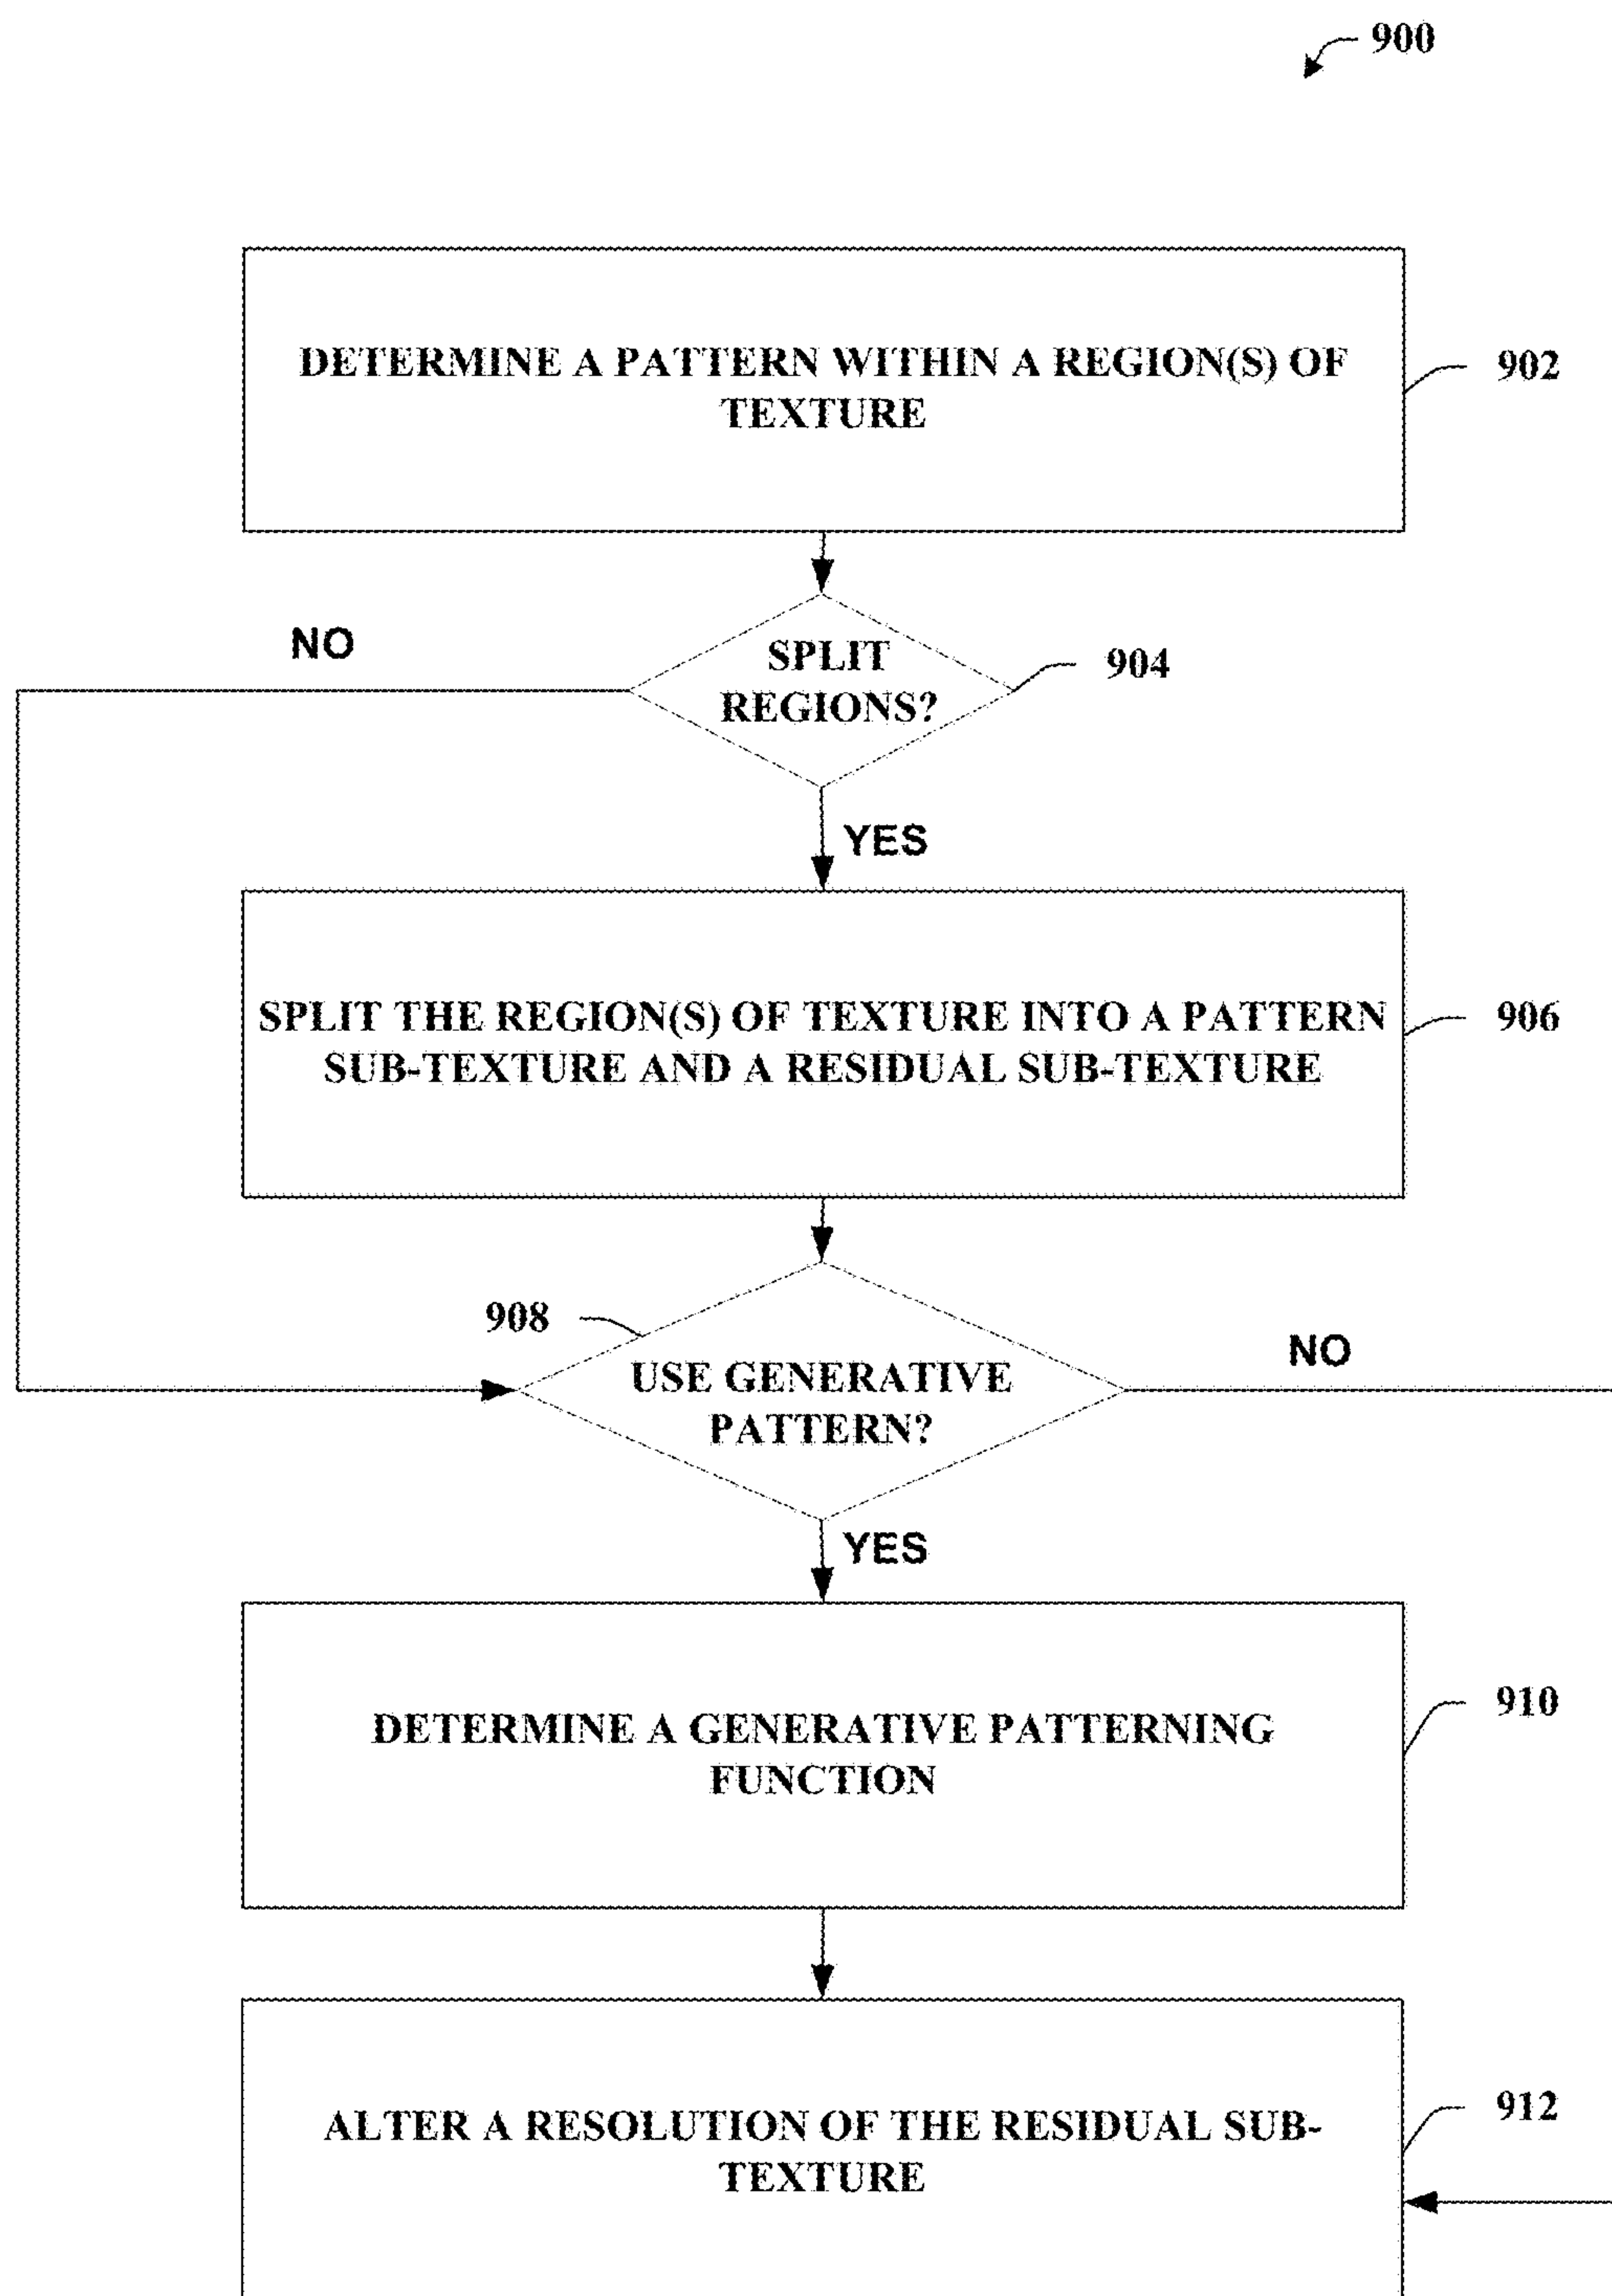 900
DETERMINE A PATTERN WITHIN A REGION(S) OF
TEXTURE
902
NO
SPLIT
REGIONS?
904
YES
SPLIT THE REGION(S) OF TEXTURE INTO A PATTERN
SUB-TEXTURE AND A RESIDUAL SUB-TEXTURE
906
908
USE GENERATIVE
PATTERN?
NO
YES
DETERMINE A GENERATIVE PATTERNING
FUNCTION
910
ALTER A RESOLUTION OF THE RESIDUAL SUB-
TEXTURE
912